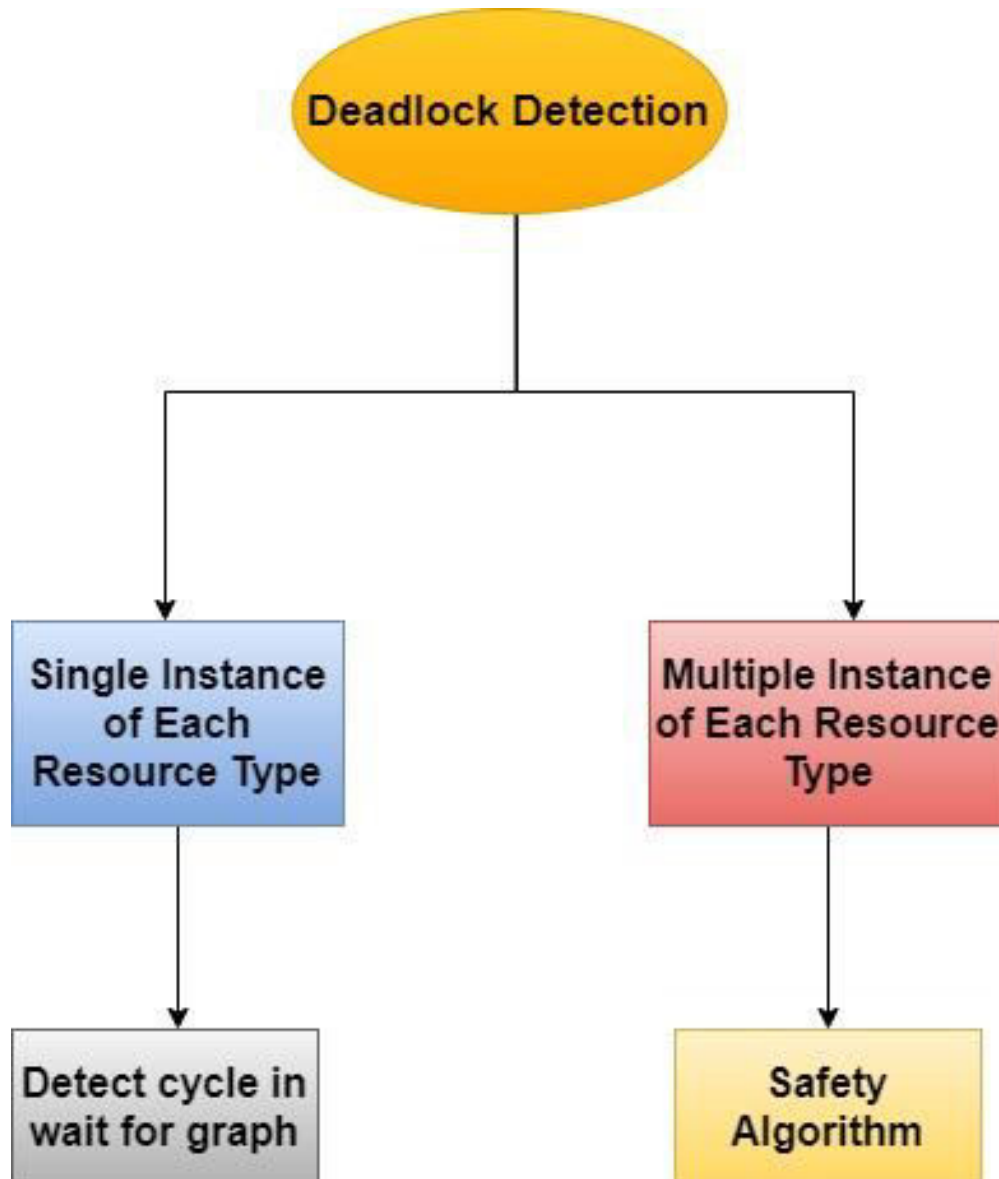 Deadlock Detection
Single Instance
of Each
Resource Type
Multiple Instance
of Each Resource
Type
Detect cycle in
wait for graph
Safety
Algorithm